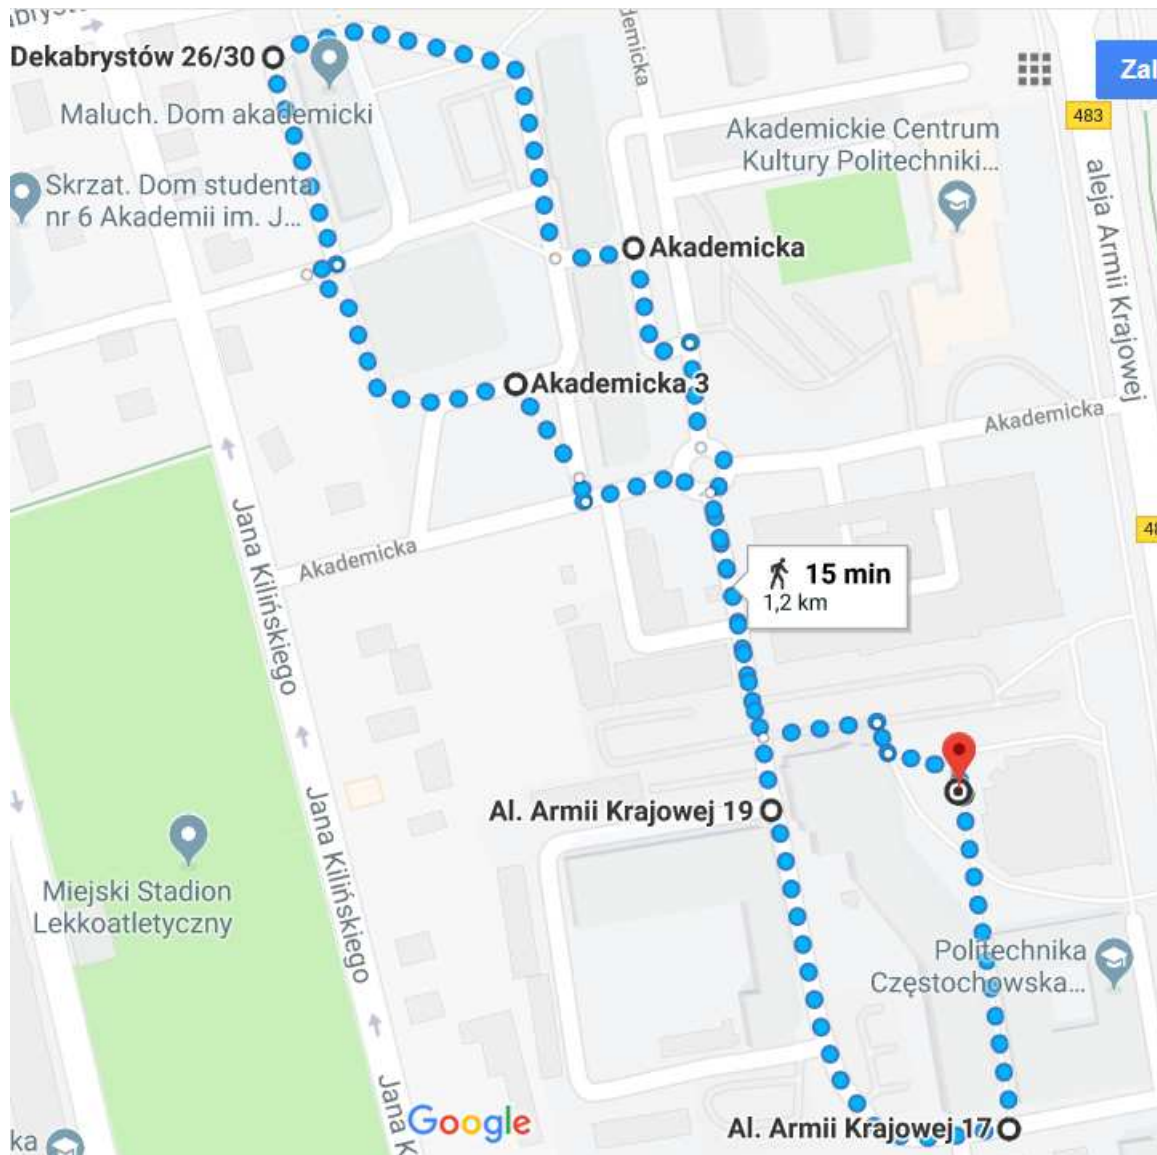 Dekabrystów 26/30
Maluch. Dom akademicki
Zal
483
Akademickie Centrum
Kultury Politechniki...
Skrzat. Dom studenta
nr 6 Akademii im. J...
aleja Armii Krajowej
Akademicka
Akademicka 3
Akademicka
Akademicka
Jana Kilińskiego
15 min
1,2 km
Jana Kilińskiego
Al. Armii Krajowej 19
Miejski Stadion
Lekkoatletyczny
Politechnika
Częstochowska...
Jana K
Google
Al. Armii Krajowej 17
ka